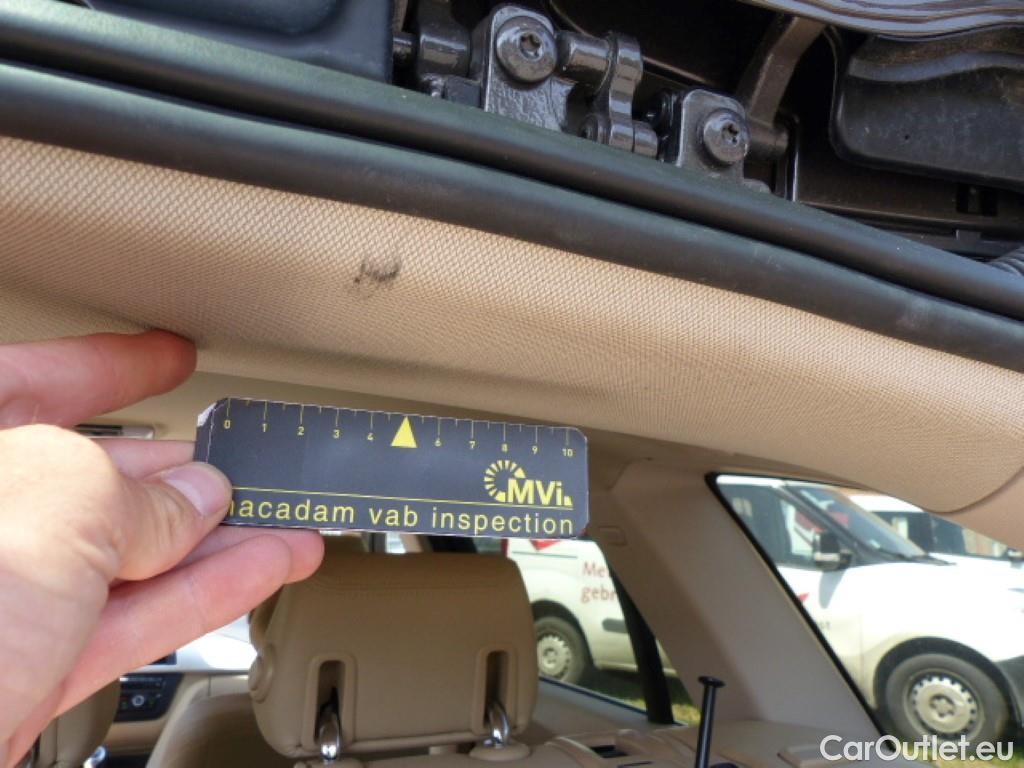 0 1 2 3 4 6 7 8 9 10
MVi
macadam vab inspection
CarOutlet.eu